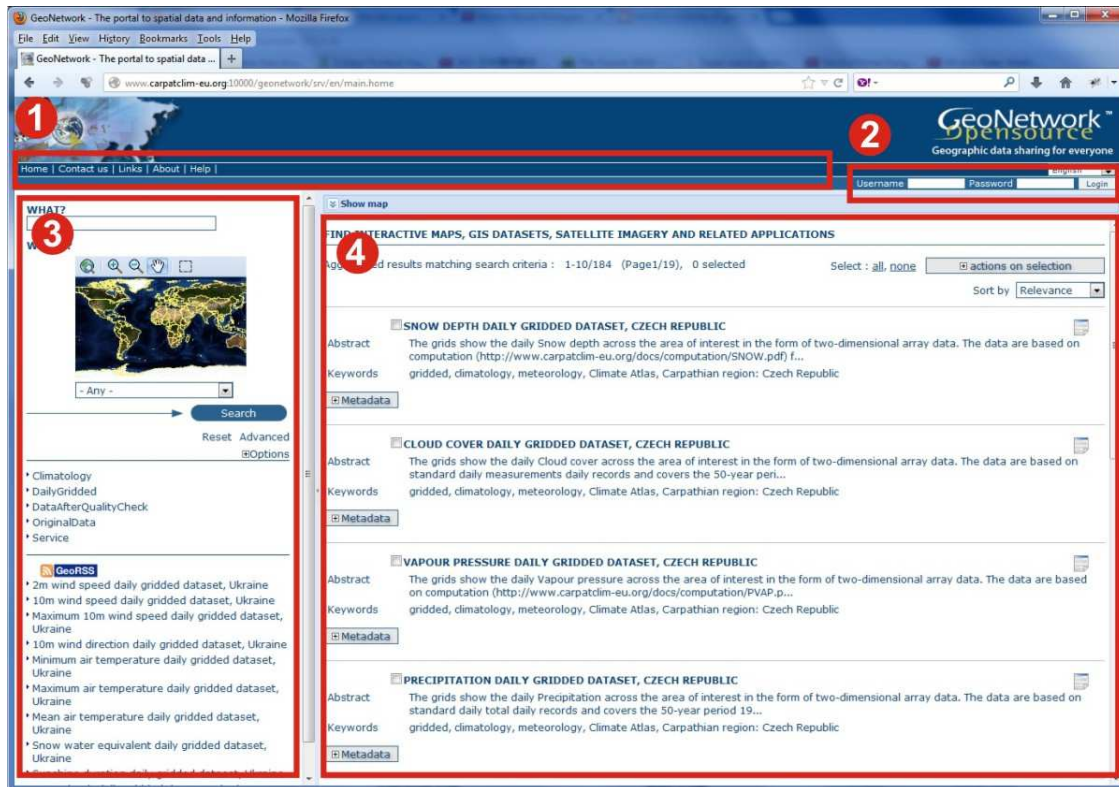 GeoNetwork - The portal to spatial data and information - Mozilla Firefox
File Edit View History Bookmarks Tools Help
GeoNetwork - The portal to spatial data ...
www.carpatclim-eu.org:10000/geonetwork/srv/en/main.home
1
2
GeoNetwork™
Opensource
Geographic data sharing for everyone
Home | Contact us | Links | About | Help |
English
Username Password Login
3
WHAT?
- Any -
Search
Reset Advanced
Options
Climatology
DailyGridded
DataAfterQualityCheck
OriginalData
Service
GeoRSS
2m wind speed daily gridded dataset, Ukraine
10m wind speed daily gridded dataset, Ukraine
Maximum 10m wind speed daily gridded dataset,
Ukraine
10m wind direction daily gridded dataset, Ukraine
Minimum air temperature daily gridded dataset,
Ukraine
Maximum air temperature daily gridded dataset,
Ukraine
Mean air temperature daily gridded dataset,
Ukraine
Snow water equivalent daily gridded dataset,
Ukraine
Show map
4
FIND INTERACTIVE MAPS, GIS DATASETS, SATELLITE IMAGERY AND RELATED APPLICATIONS
results matching search criteria : 1-10/184 (Page1/19), 0 selected
Select : all, none actions on selection
Sort by Relevance
SNOW DEPTH DAILY GRIDDED DATASET, CZECH REPUBLIC
Abstract The grids show the daily Snow depth across the area of interest in the form of two-dimensional array data. The data are based on
computation (http://www.carpatclim-eu.org/docs/computation/SNOW.pdf) f...
Keywords gridded, climatology, meteorology, Climate Atlas, Carpathian region: Czech Republic
Metadata
CLOUD COVER DAILY GRIDDED DATASET, CZECH REPUBLIC
Abstract The grids show the daily Cloud cover across the area of interest in the form of two-dimensional array data. The data are based on
standard daily measurements daily records and covers the 50-year peri...
Keywords gridded, climatology, meteorology, Climate Atlas, Carpathian region: Czech Republic
Metadata
VAPOUR PRESSURE DAILY GRIDDED DATASET, CZECH REPUBLIC
Abstract The grids show the daily Vapour pressure across the area of interest in the form of two-dimensional array data. The data are based
on computation (http://www.carpatclim-eu.org/docs/computation/PVAP.p...
Keywords gridded, climatology, meteorology, Climate Atlas, Carpathian region: Czech Republic
Metadata
PRECIPITATION DAILY GRIDDED DATASET, CZECH REPUBLIC
Abstract The grids show the daily Precipitation across the area of interest in the form of two-dimensional array data. The data are based on
standard daily total daily records and covers the 50-year period 19...
Keywords gridded, climatology, meteorology, Climate Atlas, Carpathian region: Czech Republic
Metadata